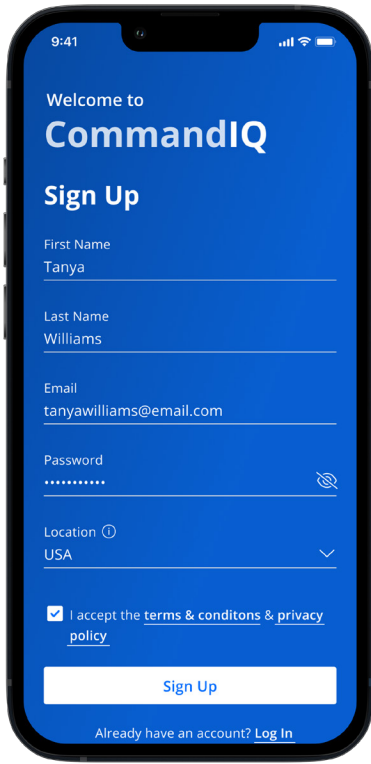 9:41
Welcome to
CommandIQ
Sign Up
First Name
Tanya
Last Name
Williams
Email
tanyawilliams@email.com
Password
•••••••••••
Location ⓘ
USA
I accept the terms & conditons & privacy
policy
Sign Up
Already have an account? Log In